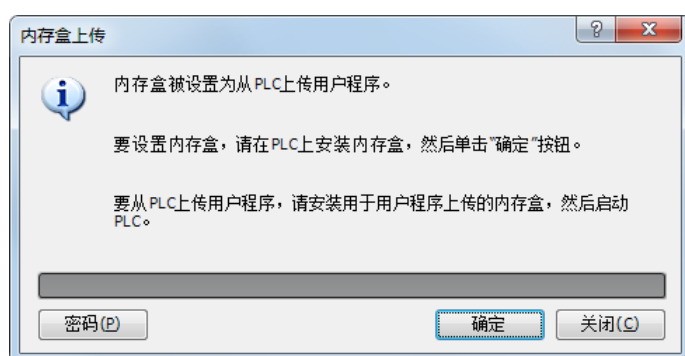 内存盒上传
内存盒被设置为从PLC上传用户程序。
要设置内存盒，请在PLC上安装内存盒，然后单击"确定"按钮。
要从PLC上传用户程序，请安装用于用户程序上传的内存盒，然后启动
PLC。
密码(P) 确定 关闭(C)